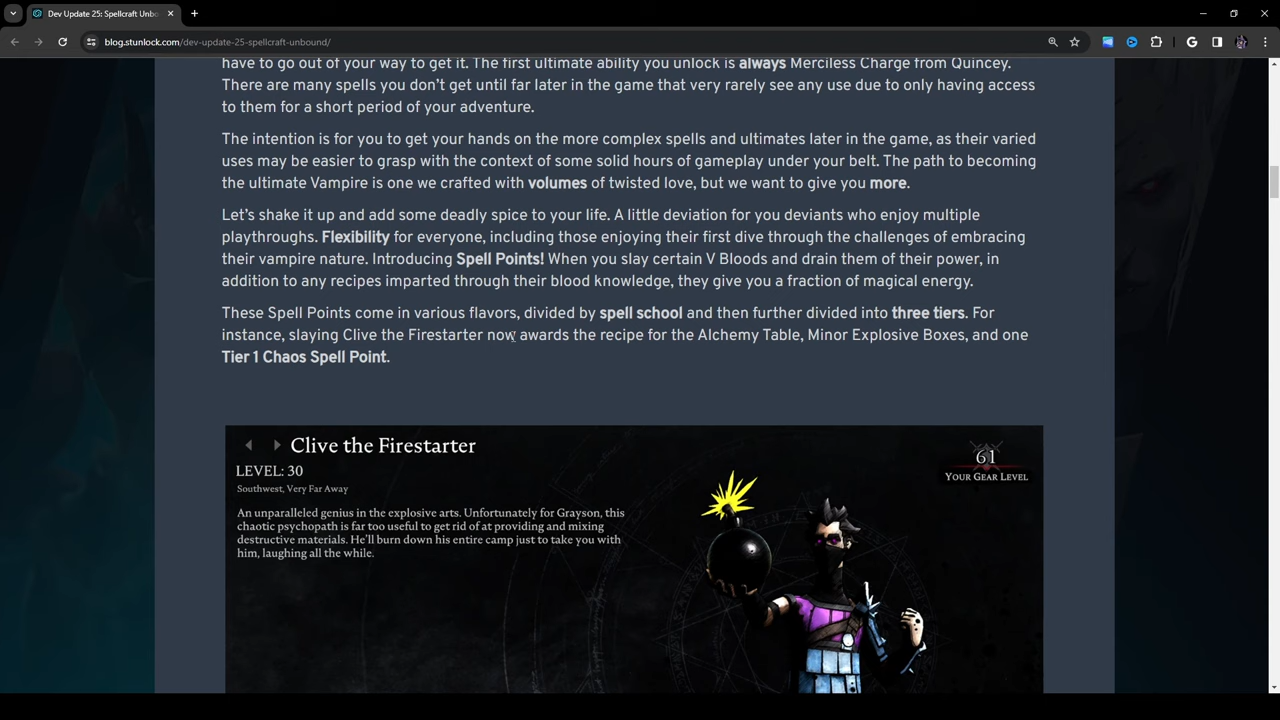 Dev Update 25: Spellcraft Unbo
blog.stunlock.com/dev-update-25-spellcraft-unbound/
have to go out of your way to get it. The first ultimate ability you unlock is always Merciless Charge from Quincey.
There are many spells you don't get until far later in the game that very rarely see any use due to only having access
to them for a short period of your adventure.
The intention is for you to get your hands on the more complex spells and ultimates later in the game, as their varied
uses may be easier to grasp with the context of some solid hours of gameplay under your belt. The path to becoming
the ultimate Vampire is one we crafted with volumes of twisted love, but we want to give you more.
Let's shake it up and add some deadly spice to your life. A little deviation for you deviants who enjoy multiple
playthroughs. Flexibility for everyone, including those enjoying their first dive through the challenges of embracing
their vampire nature. Introducing Spell Points! When you slay certain V Bloods and drain them of their power, in
addition to any recipes imparted through their blood knowledge, they give you a fraction of magical energy.
These Spell Points come in various flavors, divided by spell school and then further divided into three tiers. For
instance, slaying Clive the Firestarter now awards the recipe for the Alchemy Table, Minor Explosive Boxes, and one
Tier 1 Chaos Spell Point.
Clive the Firestarter
61
LEVEL: 30
YOUR GEAR LEVEL
Southwest, Very Far Away
An unparalleled genius in the explosive arts. Unfortunately for Grayson, this
chaotic psychopath is far too useful to get rid of at providing and mixing
destructive materials. He'll burn down his entire camp just to take you with
him, laughing all the while.